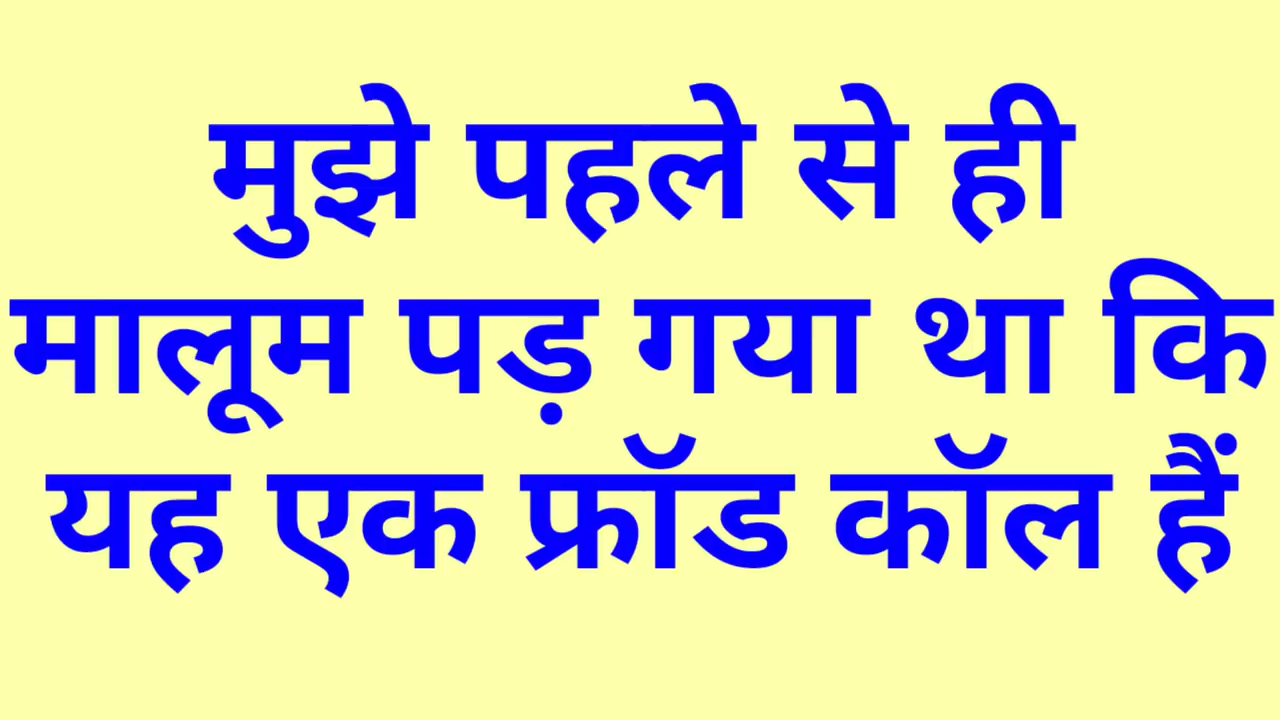 मुझे पहले से ही
मालूम पड़ गया था कि
यह एक फ्रॉड कॉल हैं